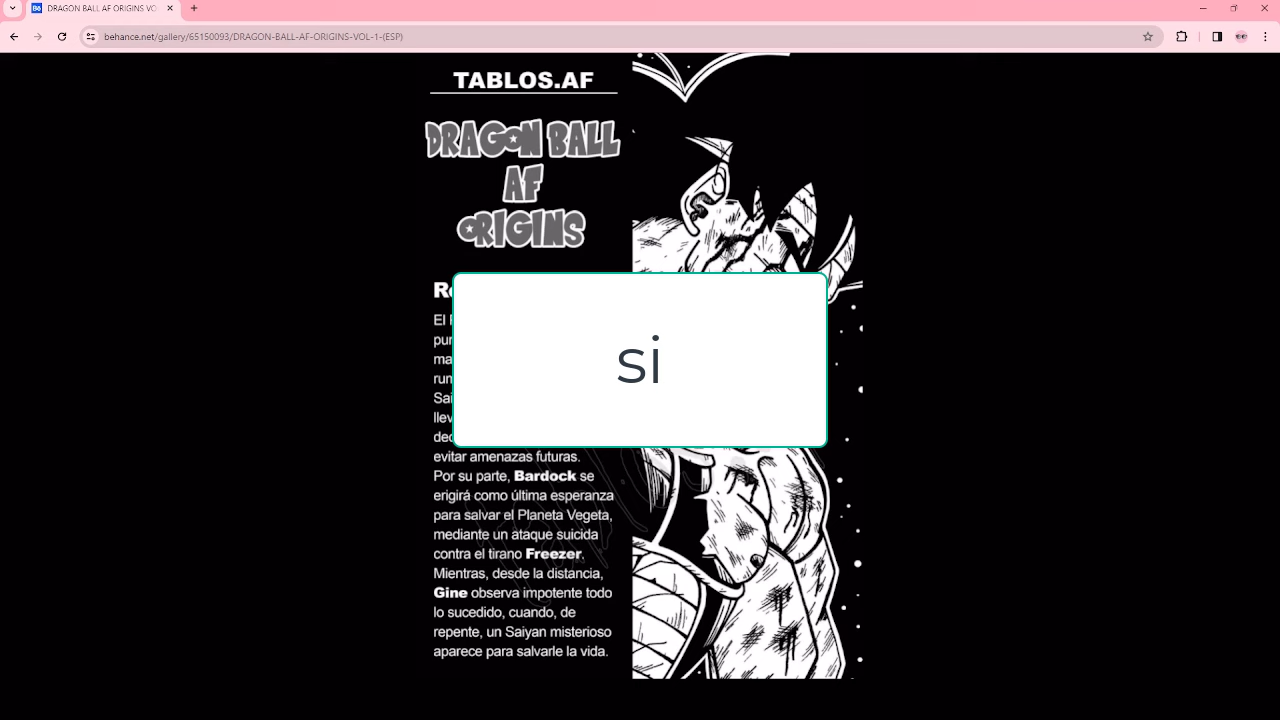 DRAGON BALL AF ORIGINS VO
behance.net/gallery/65150093/DRAGON-BALL-AF-ORIGINS-VOL-1-(ESP)
TABLOS.AF
DRAGON BALL
AF
ORIGINS
El
si
evitar amenazas futuras.
Por su parte, Bardock se
erigirá como última esperanza
para salvar el Planeta Vegeta,
mediante un ataque suicida
contra el tirano Freezer.
Mientras, desde la distancia,
Gine observa impotente todo
lo sucedido, cuando, de
repente, un Saiyan misterioso
aparece para salvarle la vida.